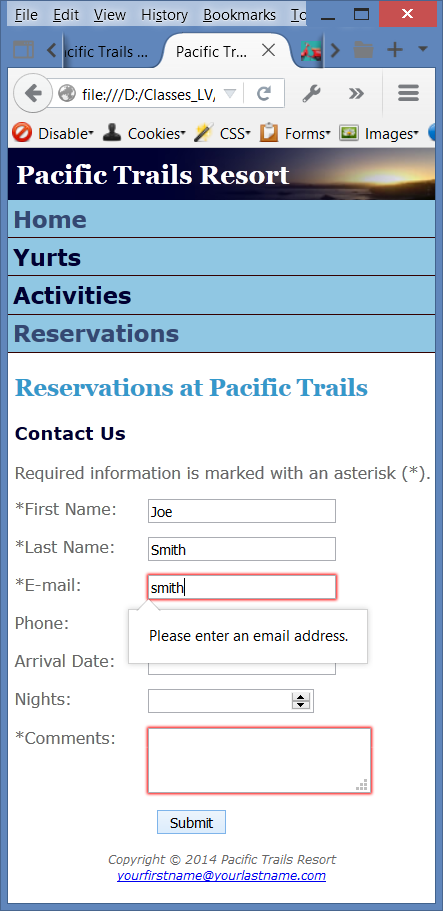 File Edit View History Bookmarks To
acific Trails ... Pacific Tr...
file:///D:/Classes_LV,
Disable Cookies CSS Forms Images
Pacific Trails Resort
Home
Yurts
Activities
Reservations
Reservations at Pacific Trails
Contact Us
Required information is marked with an asterisk (*).
*First Name: Joe
*Last Name: Smith
*E-mail: smith
Phone:
Please enter an email address.
Arrival Date:
Nights:
*Comments:
Submit
Copyright © 2014 Pacific Trails Resort
yourfirstname@yourlastname.com